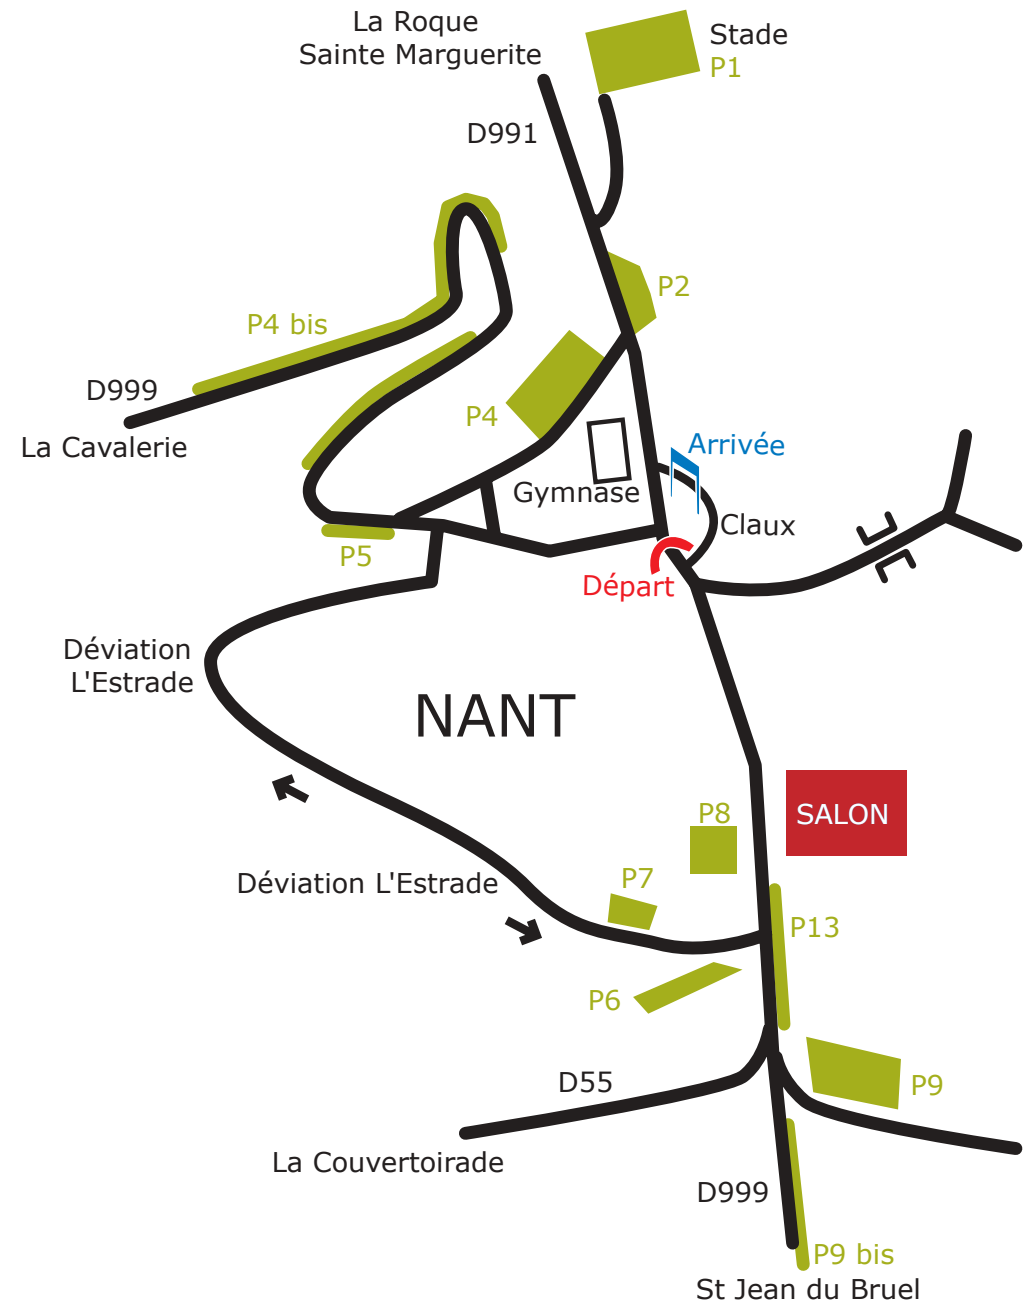 La Roque
Sainte Marguerite
Stade
P1
D991
P2
P4 bis
D999
La Cavalerie
P4
Arrivée
Gymnase
Claux
P5
Départ
Déviation
L'Estrade
NANT
SALON
P8
P7
Déviation L'Estrade
P13
P6
D55
P9
La Couvertoirade
D999
P9 bis
St Jean du Bruel